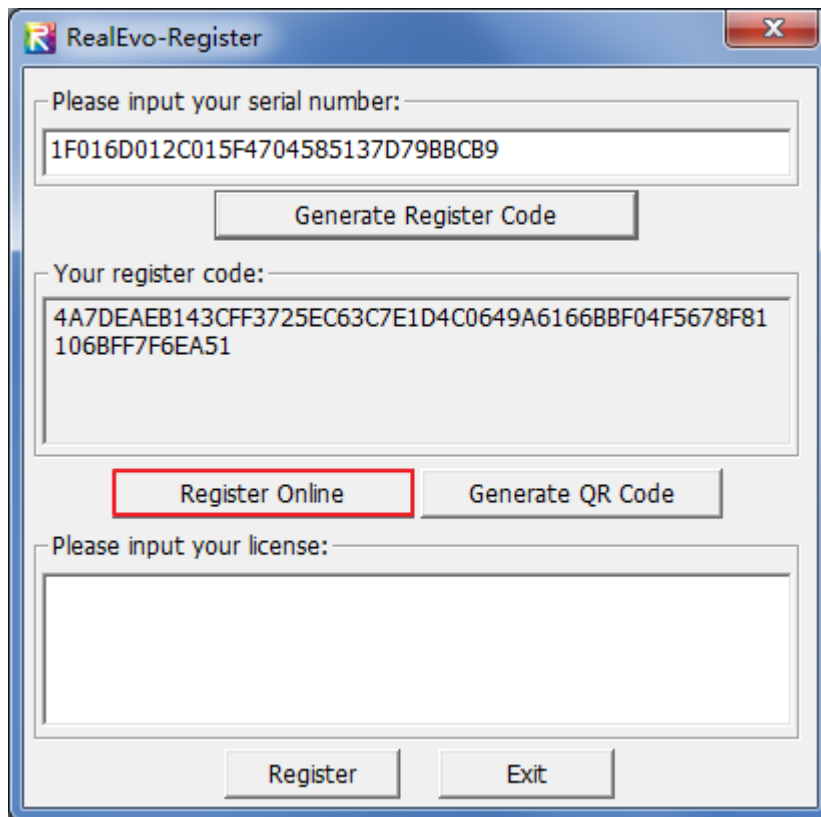 RealEvo-Register
Please input your serial number:
1F016D012C015F4704585137D79BBCB9
Generate Register Code
Your register code:
4A7DEAEB143CFF3725EC63C7E1D4C0649A6166BBF04F5678F81
106BFF7F6EA51
Register Online
Generate QR Code
Please input your license:
Register
Exit